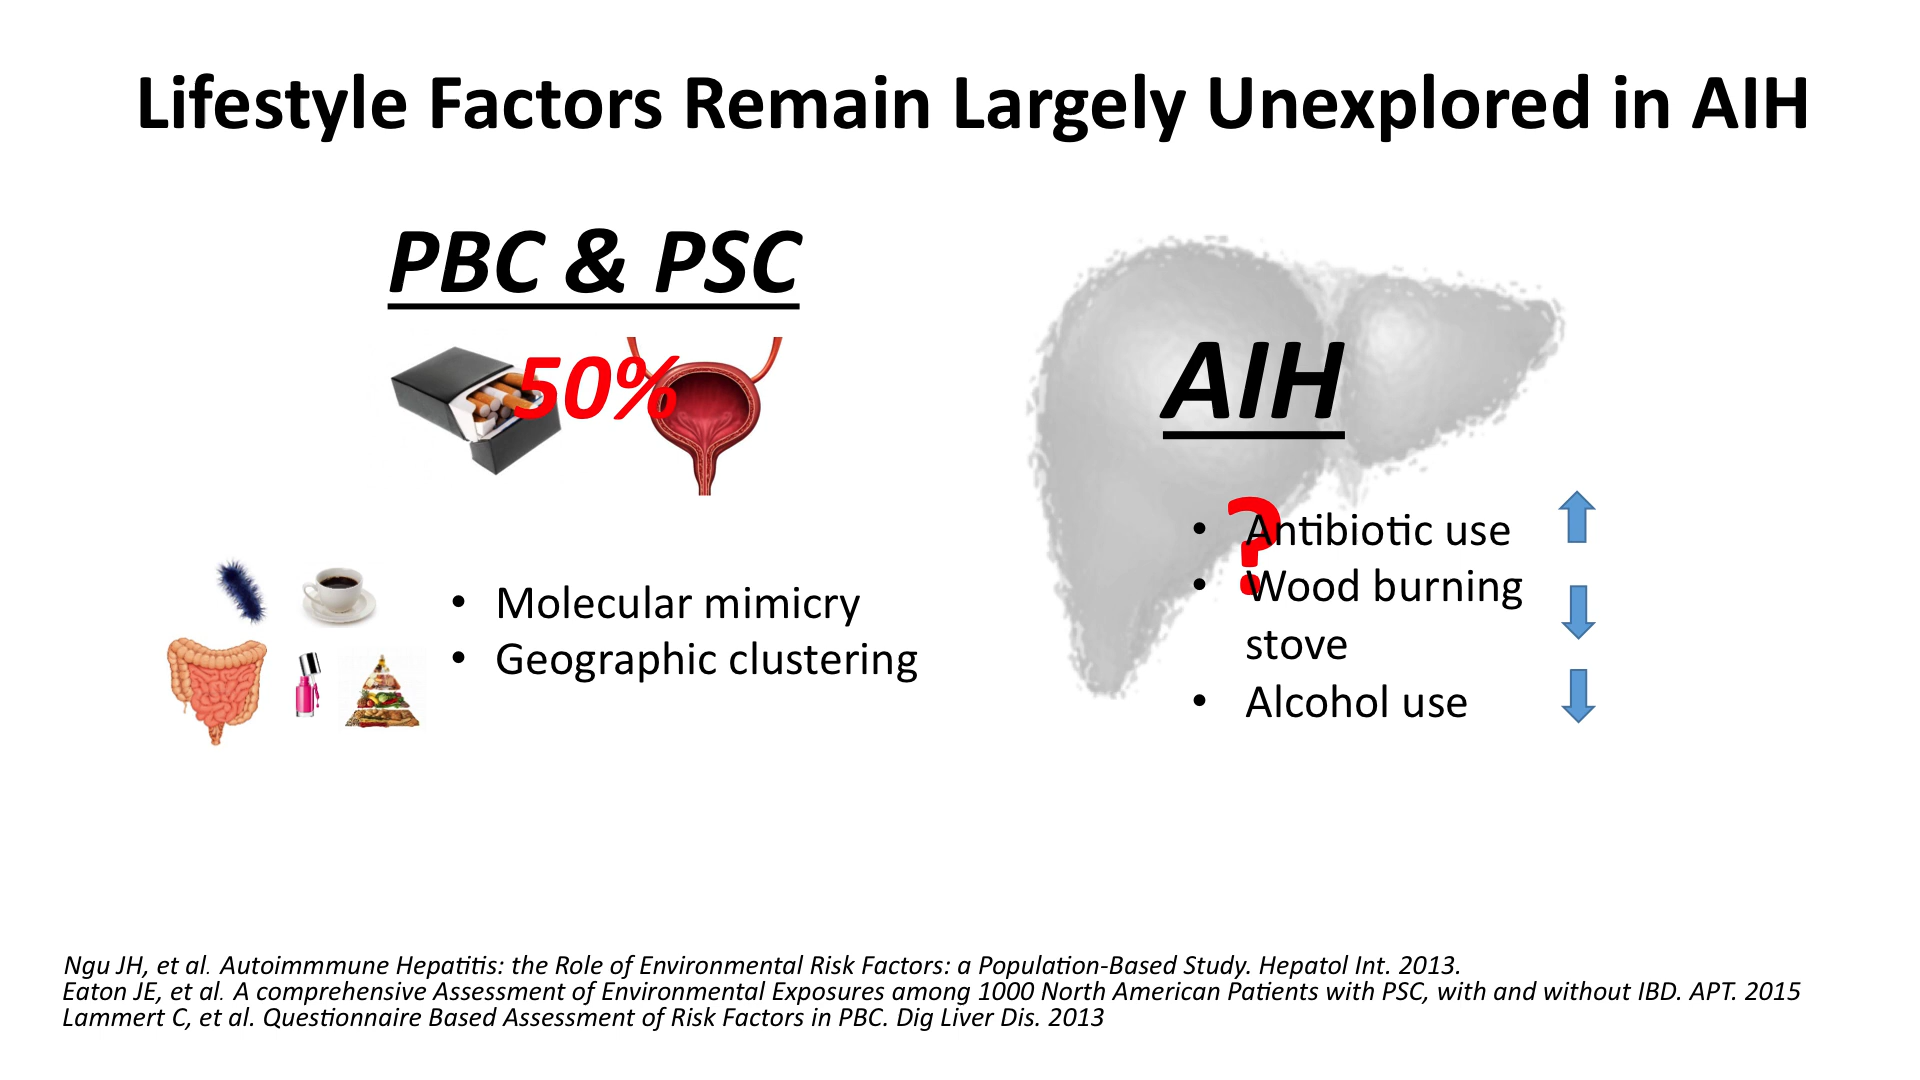 Lifestyle Factors Remain Largely Unexplored in AIH
PBC & PSC
50%
• Molecular mimicry
• Geographic clustering
AIH
?
• Antibiotic use
• Wood burning
stove
• Alcohol use
Ngu JH, et al. Autoimmmune Hepatitis: the Role of Environmental Risk Factors: a Population-Based Study. Hepatol Int. 2013.
Eaton JE, et al. A comprehensive Assessment of Environmental Exposures among 1000 North American Patients with PSC, with and without IBD. APT. 2015
Lammert C, et al. Questionnaire Based Assessment of Risk Factors in PBC. Dig Liver Dis. 2013